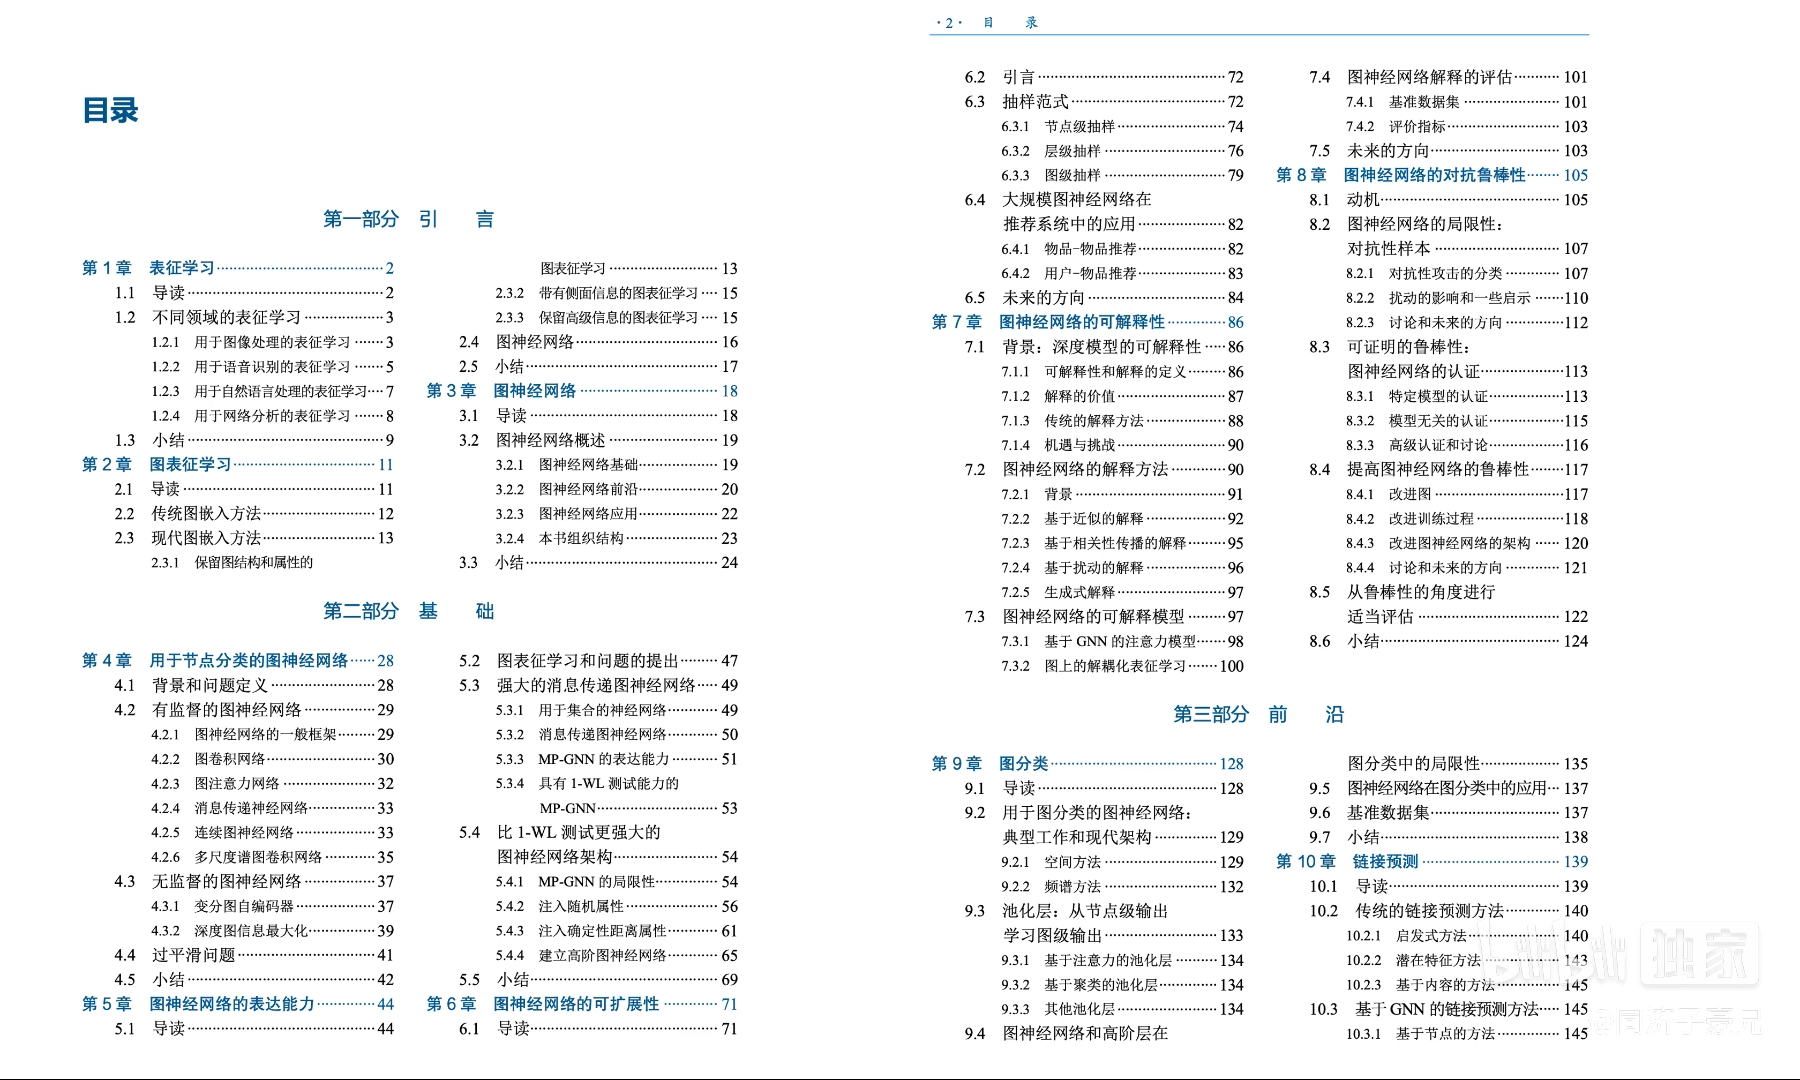 目录
第一部分 引 言
第 1 章 表征学习 2
1.1 导读 2
1.2 不同领域的表征学习 3
1.2.1 用于图像处理的表征学习 3
1.2.2 用于语音识别的表征学习 5
1.2.3 用于自然语言处理的表征学习 7
1.2.4 用于网络分析的表征学习 8
1.3 小结 9
第 2 章 图表征学习 11
2.1 导读 11
2.2 传统图嵌入方法 12
2.3 现代图嵌入方法 13
2.3.1 保留图结构和属性的
图表征学习 13
2.3.2 带有侧面信息的图表征学习 15
2.3.3 保留高级信息的图表征学习 15
2.4 图神经网络 16
2.5 小结 17
第 3 章 图神经网络 18
3.1 导读 18
3.2 图神经网络概述 19
3.2.1 图神经网络基础 19
3.2.2 图神经网络前沿 20
3.2.3 图神经网络应用 22
3.2.4 本书组织结构 23
3.3 小结 24
第二部分 基 础
第 4 章 用于节点分类的图神经网络 28
4.1 背景和问题定义 28
4.2 有监督的图神经网络 29
4.2.1 图神经网络的一般框架 29
4.2.2 图卷积网络 30
4.2.3 图注意力网络 32
4.2.4 消息传递神经网络 33
4.2.5 连续图神经网络 33
4.2.6 多尺度谱图卷积网络 35
4.3 无监督的图神经网络 37
4.3.1 变分图自编码器 37
4.3.2 深度图信息最大化 39
4.4 过平滑问题 41
4.5 小结 42
第 5 章 图神经网络的表达能力 44
5.1 导读 44
5.2 图表征学习和问题的提出 47
5.3 强大的消息传递图神经网络 49
5.3.1 用于集合的神经网络 49
5.3.2 消息传递图神经网络 50
5.3.3 MP-GNN 的表达能力 51
5.3.4 具有 1-WL 测试能力的
MP-GNN 53
5.4 比 1-WL 测试更强大的
图神经网络架构 54
5.4.1 MP-GNN 的局限性 54
5.4.2 注入随机属性 56
5.4.3 注入确定性距离属性 61
5.4.4 建立高阶图神经网络 65
5.5 小结 69
第 6 章 图神经网络的可扩展性 71
6.1 导读 71
·2· 目 录
6.2 引言 72
6.3 抽样范式 72
6.3.1 节点级抽样 74
6.3.2 层级抽样 76
6.3.3 图级抽样 79
6.4 大规模图神经网络在
推荐系统中的应用 82
6.4.1 物品-物品推荐 82
6.4.2 用户-物品推荐 83
6.5 未来的方向 84
第 7 章 图神经网络的可解释性 86
7.1 背景：深度模型的可解释性 86
7.1.1 可解释性和解释的定义 86
7.1.2 解释的价值 87
7.1.3 传统的解释方法 88
7.1.4 机遇与挑战 90
7.2 图神经网络的解释方法 90
7.2.1 背景 91
7.2.2 基于近似的解释 92
7.2.3 基于相关性传播的解释 95
7.2.4 基于扰动的解释 96
7.2.5 生成式解释 97
7.3 图神经网络的可解释模型 97
7.3.1 基于 GNN 的注意力模型 98
7.3.2 图上的解耦化表征学习 100
7.4 图神经网络解释的评估 101
7.4.1 基准数据集 101
7.4.2 评价指标 103
7.5 未来的方向 103
第 8 章 图神经网络的对抗鲁棒性 105
8.1 动机 105
8.2 图神经网络的局限性：
对抗性样本 107
8.2.1 对抗性攻击的分类 107
8.2.2 扰动的影响和一些启示 110
8.2.3 讨论和未来的方向 112
8.3 可证明的鲁棒性：
图神经网络的认证 113
8.3.1 特定模型的认证 113
8.3.2 模型无关的认证 115
8.3.3 高级认证和讨论 116
8.4 提高图神经网络的鲁棒性 117
8.4.1 改进图 117
8.4.2 改进训练过程 118
8.4.3 改进图神经网络的架构 120
8.4.4 讨论和未来的方向 121
8.5 从鲁棒性的角度进行
适当评估 122
8.6 小结 124
第三部分 前 沿
第 9 章 图分类 128
9.1 导读 128
9.2 用于图分类的图神经网络：
典型工作和现代架构 129
9.2.1 空间方法 129
9.2.2 频谱方法 132
9.3 池化层：从节点级输出
学习图级输出 133
9.3.1 基于注意力的池化层 134
9.3.2 基于聚类的池化层 134
9.3.3 其他池化层 134
9.4 图神经网络和高阶层在
图分类中的局限性 135
9.5 图神经网络在图分类中的应用 137
9.6 基准数据集 137
9.7 小结 138
第 10 章 链接预测 139
10.1 导读 139
10.2 传统的链接预测方法 140
10.2.1 启发式方法 140
10.2.2 潜在特征方法 143
10.2.3 基于内容的方法 145
10.3 基于 GNN 的链接预测方法 145
10.3.1 基于节点的方法 145
bilibili 独家
@同济子豪兄